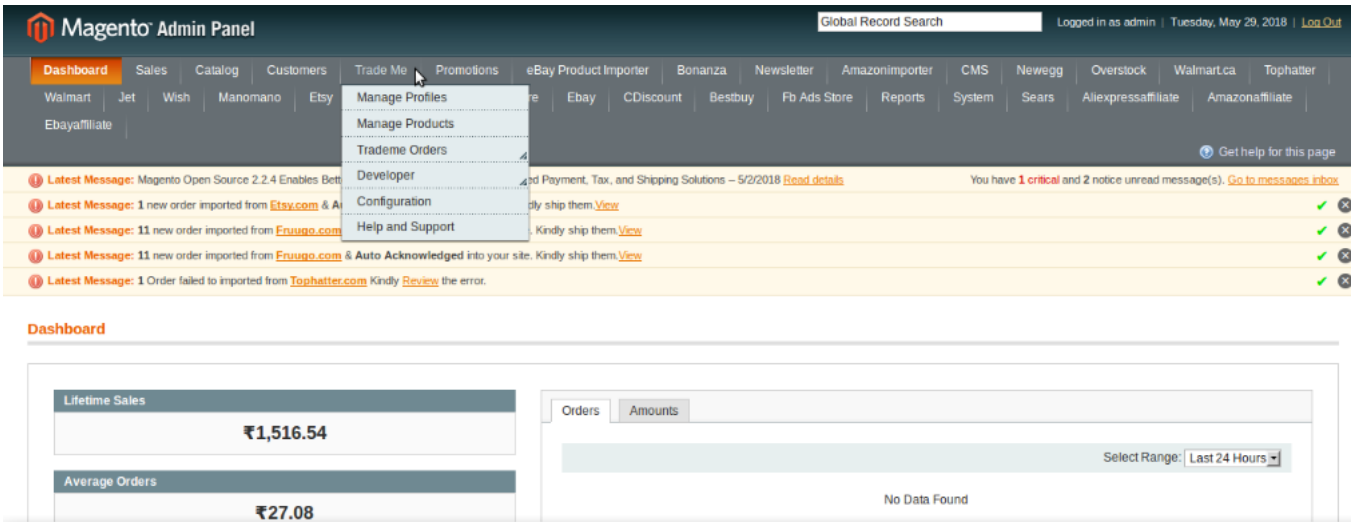 Magento Admin Panel
Global Record Search
Logged in as admin | Tuesday, May 29, 2018 | Log Out
Dashboard Sales Catalog Customers Trade Me Promotions eBay Product Importer Bonanza Newsletter Amazonimporter CMS Newegg Overstock Walmart.ca Tophatter
Walmart Jet Wish Manomano Etsy re Ebay CDiscount Bestbuy Fb Ads Store Reports System Sears Aliexpressaffiliate Amazonaffiliate
Ebayaffiliate
Manage Profiles
Manage Products
Trademe Orders
Developer
Configuration
Help and Support
Get help for this page
Latest Message: Magento Open Source 2.2.4 Enables Bett ed Payment, Tax, and Shipping Solutions – 5/2/2018 Read details
You have 1 critical and 2 notice unread message(s). Go to messages inbox
Latest Message: 1 new order imported from Etsy.com & A dly ship them.View
Latest Message: 11 new order imported from Fruugo.com . Kindly ship them.View
Latest Message: 11 new order imported from Fruugo.com & Auto Acknowledged into your site. Kindly ship them.View
Latest Message: 1 Order failed to imported from Tophatter.com Kindly Review the error.
Dashboard
Lifetime Sales
₹1,516.54
Average Orders
₹27.08
Orders Amounts
Select Range: Last 24 Hours
No Data Found